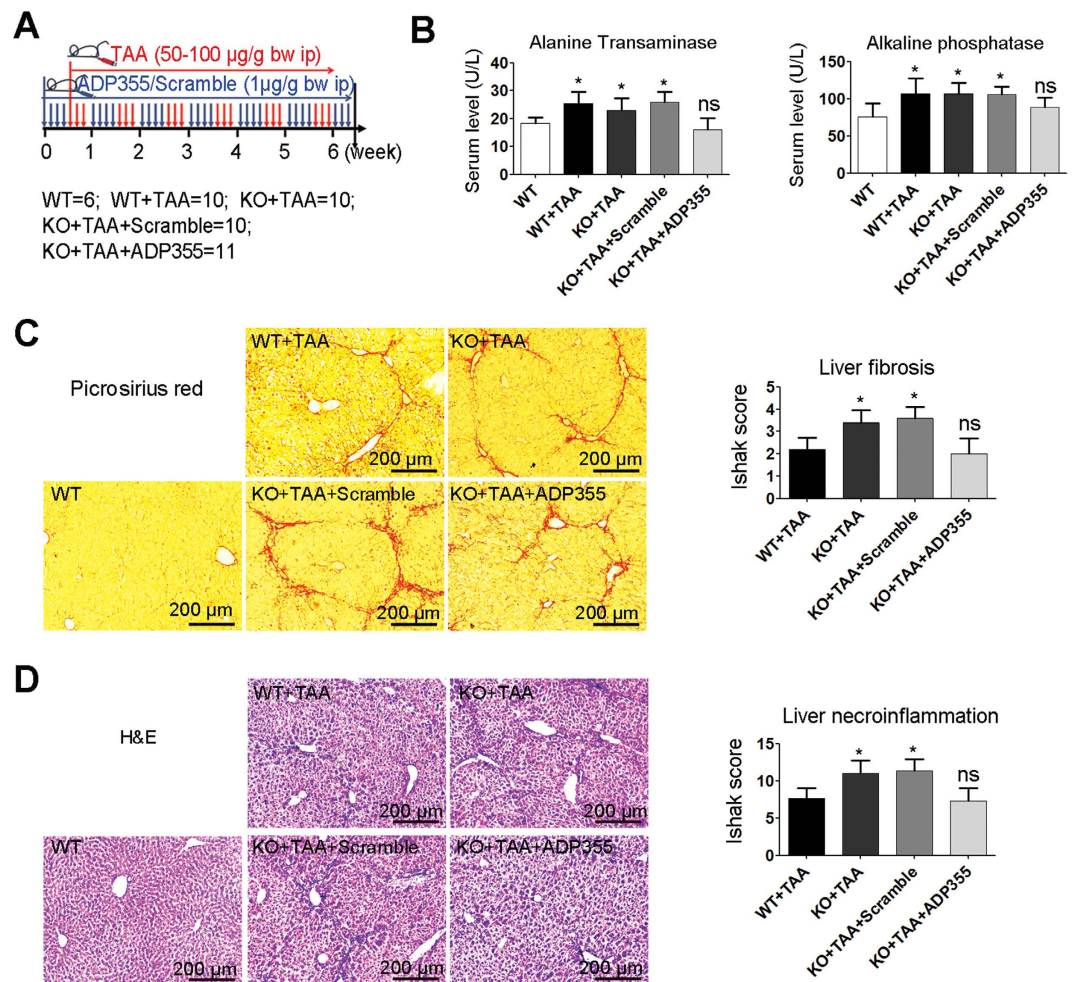 A
TAA (50-100 µg/g bw ip)
ADP355/Scramble (1µg/g bw ip)
0 1 2 3 4 5 6 (week)
WT=6; WT+TAA=10; KO+TAA=10;
KO+TAA+Scramble=10;
KO+TAA+ADP355=11
B
Alanine Transaminase
Serum level (U/L)
40
30
20
10
0
* * * ns
WT
WT+TAA
KO+TAA
KO+TAA+Scramble
KO+TAA+ADP355
Alkaline phosphatase
Serum level (U/L)
150
100
50
0
* * * ns
WT
WT+TAA
KO+TAA
KO+TAA+Scramble
KO+TAA+ADP355
C
Picrosirius red
WT+TAA
200 µm
KO+TAA
200 µm
WT
200 µm
KO+TAA+Scramble
200 µm
KO+TAA+ADP355
200 µm
Liver fibrosis
Ishak score
5
4
3
2
1
0
* * ns
WT+TAA
KO+TAA
KO+TAA+Scramble
KO+TAA+ADP355
D
H&E
WT+TAA
200 µm
KO+TAA
200 µm
WT
200 µm
KO+TAA+Scramble
200 µm
KO+TAA+ADP355
200 µm
Liver necroinflammation
Ishak score
15
10
5
0
* * ns
WT+TAA
KO+TAA
KO+TAA+Scramble
KO+TAA+ADP355